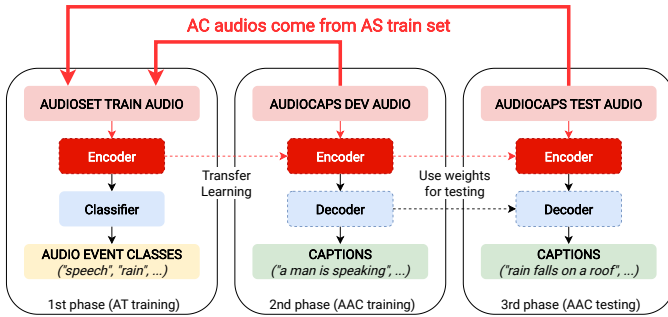 AC audios come from AS train set
AUDIOSET TRAIN AUDIO
Encoder
Classifier
AUDIO EVENT CLASSES
("speech", "rain", ...)
1st phase (AT training)
Transfer
Learning
AUDIOCAPS DEV AUDIO
Encoder
Decoder
CAPTIONS
("a man is speaking", ...)
2nd phase (AAC training)
Use weights
for testing
AUDIOCAPS TEST AUDIO
Encoder
Decoder
CAPTIONS
("rain falls on a roof", ...)
3rd phase (AAC testing)